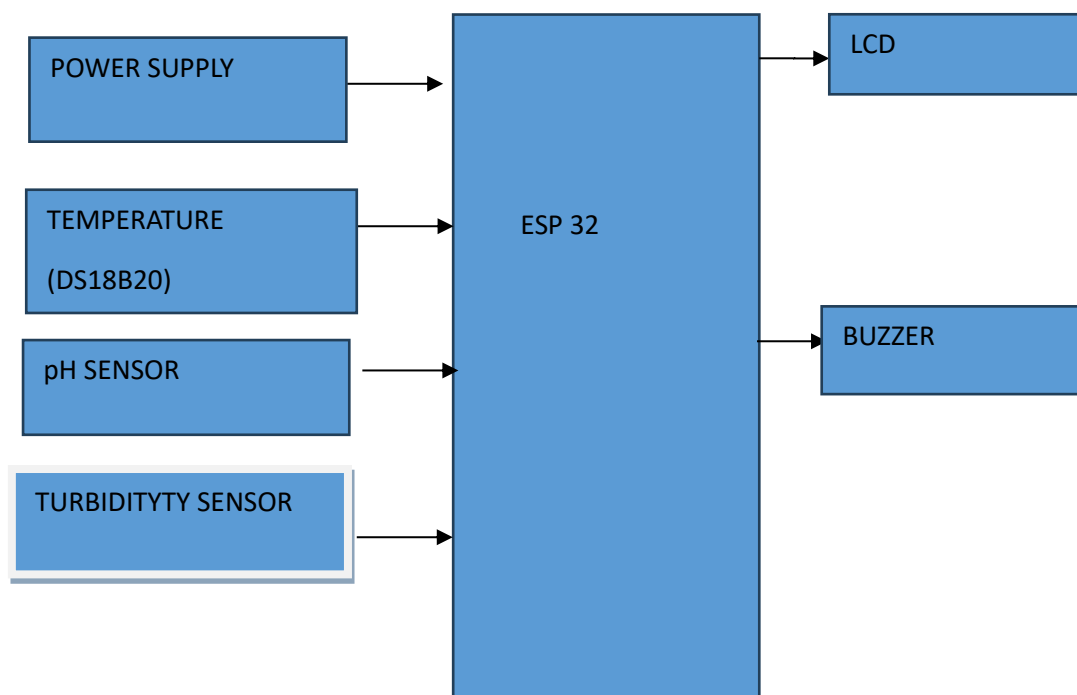 POWER SUPPLY
TEMPERATURE
(DS18B20)
pH SENSOR
TURBIDITYTY SENSOR
ESP 32
LCD
BUZZER